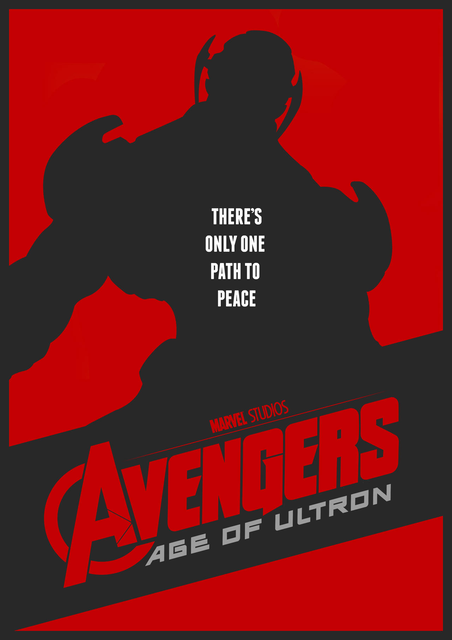 THERE'S
ONLY ONE
PATH TO
PEACE
MARVEL STUDIOS
AVENGERS
AGE OF ULTRON